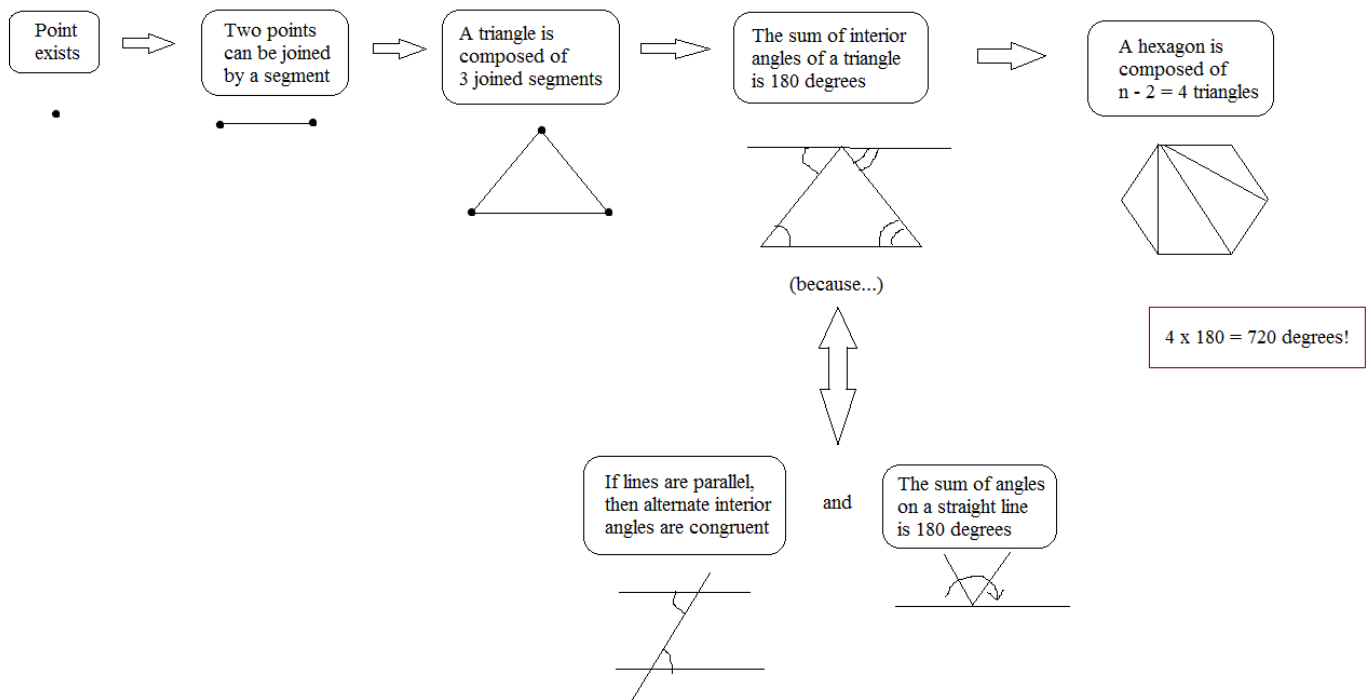 Point
exists
Two points
can be joined
by a segment
A triangle is
composed of
3 joined segments
The sum of interior
angles of a triangle
is 180 degrees
A hexagon is
composed of
n - 2 = 4 triangles
(because...)
4 x 180 = 720 degrees!
If lines are parallel,
then alternate interior
angles are congruent
and
The sum of angles
on a straight line
is 180 degrees